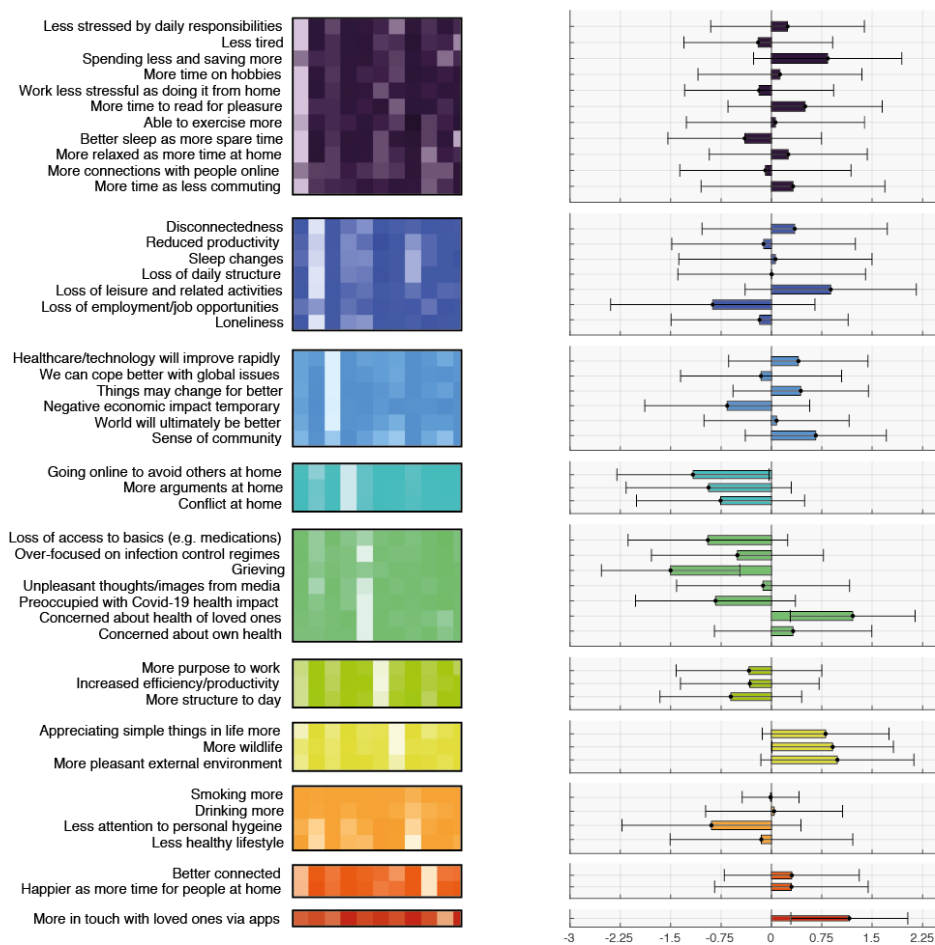 Less stressed by daily responsibilities
Less tired
Spending less and saving more
More time on hobbies
Work less stressful as doing it from home
More time to read for pleasure
Able to exercise more
Better sleep as more spare time
More relaxed as more time at home
More connections with people online
More time as less commuting
Disconnectedness
Reduced productivity
Sleep changes
Loss of daily structure
Loss of leisure and related activities
Loss of employment/job opportunities
Loneliness
Healthcare/technology will improve rapidly
We can cope better with global issues
Things may change for better
Negative economic impact temporary
World will ultimately be better
Sense of community
Going online to avoid others at home
More arguments at home
Conflict at home
Loss of access to basics (e.g. medications)
Over-focused on infection control regimes
Grieving
Unpleasant thoughts/images from media
Preoccupied with Covid-19 health impact
Concerned about health of loved ones
Concerned about own health
More purpose to work
Increased efficiency/productivity
More structure to day
Appreciating simple things in life more
More wildlife
More pleasant external environment
Smoking more
Drinking more
Less attention to personal hygeine
Less healthy lifestyle
Better connected
Happier as more time for people at home
More in touch with loved ones via apps
-3 -2.25 -1.5 -0.75 0 0.75 1.5 2.25